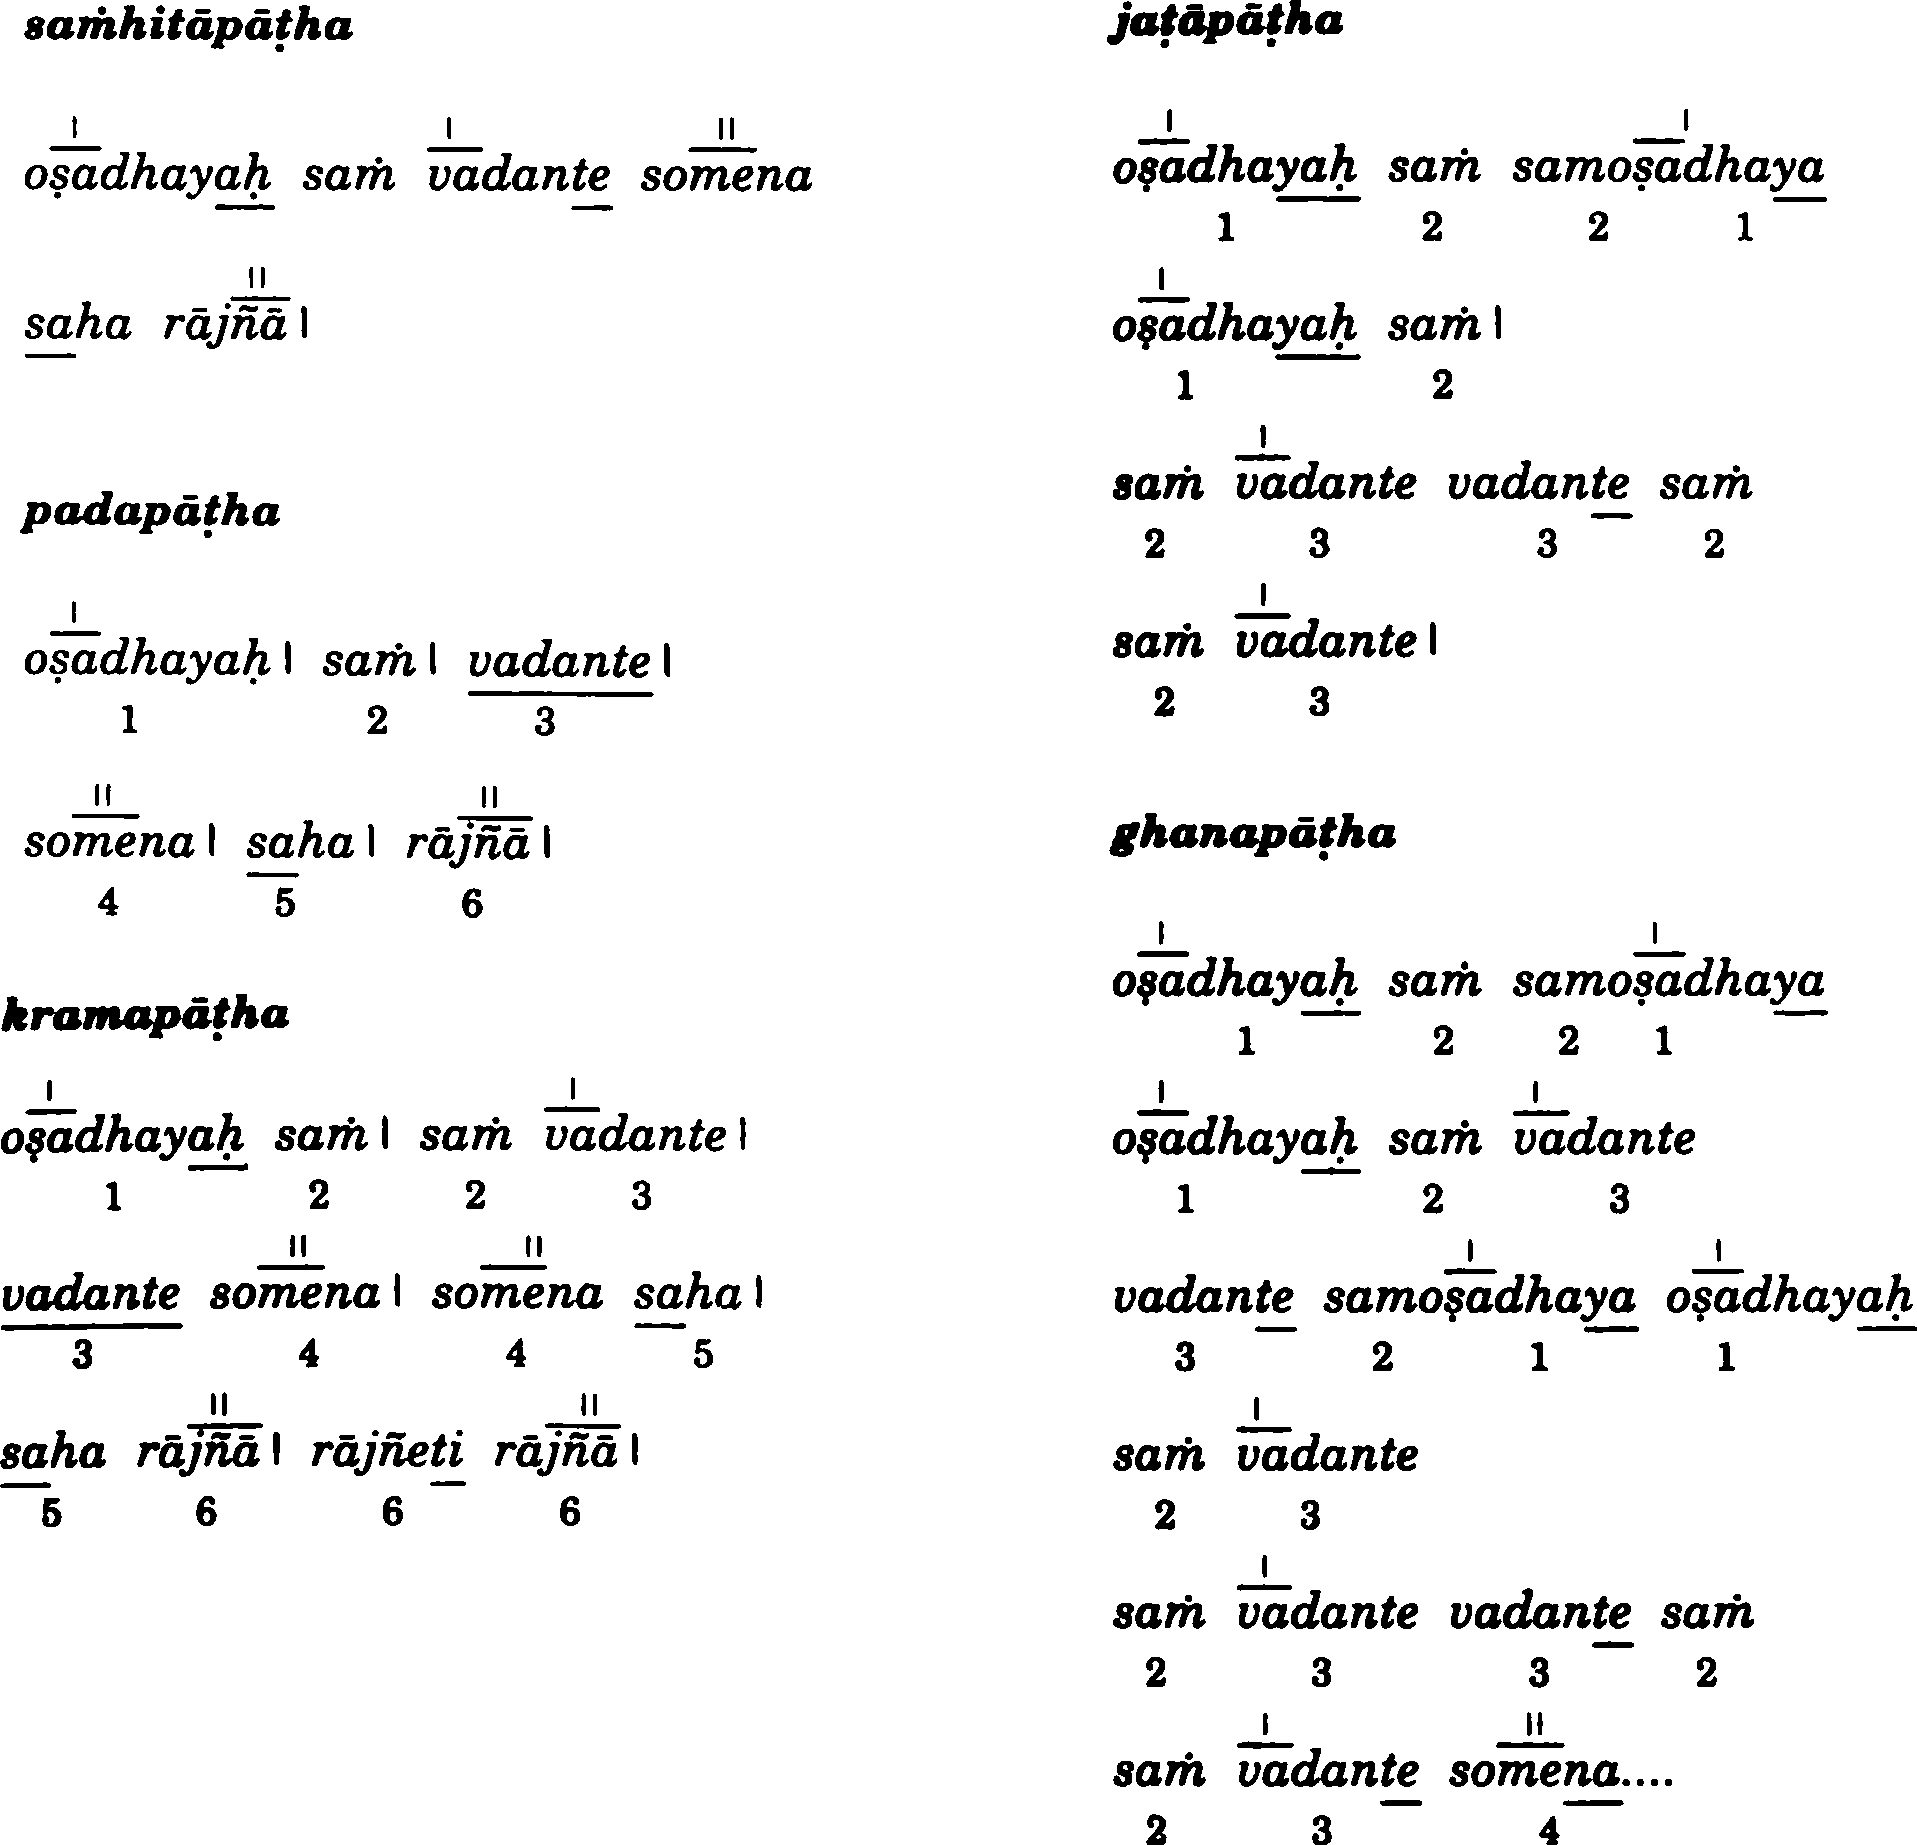 saṁhitāpāṭha
oṣadhayaḥ saṁ vadante somena
saha rājñā |
padapāṭha
oṣadhayaḥ | saṁ | vadante |
1 2 3
somena | saha | rājñā |
4 5 6
kramapāṭha
oṣadhayaḥ saṁ | saṁ vadante |
1 2 2 3
vadante somena | somena saha |
3 4 4 5
saha rājñā | rājñeti rājñā |
5 6 6 6
jaṭāpāṭha
oṣadhayaḥ saṁ samoṣadhaya
1 2 2 1
oṣadhayaḥ saṁ |
1 2
saṁ vadante vadante saṁ
2 3 3 2
saṁ vadante |
2 3
ghanapāṭha
oṣadhayaḥ saṁ samoṣadhaya
1 2 2 1
oṣadhayaḥ saṁ vadante
1 2 3
vadante samoṣadhaya oṣadhayaḥ
3 2 1 1
saṁ vadante
2 3
saṁ vadante vadante saṁ
2 3 3 2
saṁ vadante somena....
2 3 4